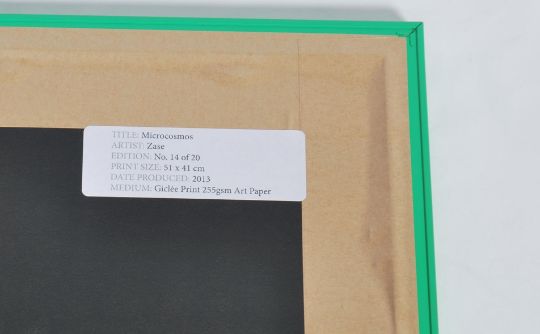 TITLE: Microcosmos
ARTIST: Zase
EDITION: No. 14 of 20
PRINT SIZE: 51 x 41 cm
DATE PRODUCED: 2013
MEDIUM: Giclée Print 255gsm Art Paper